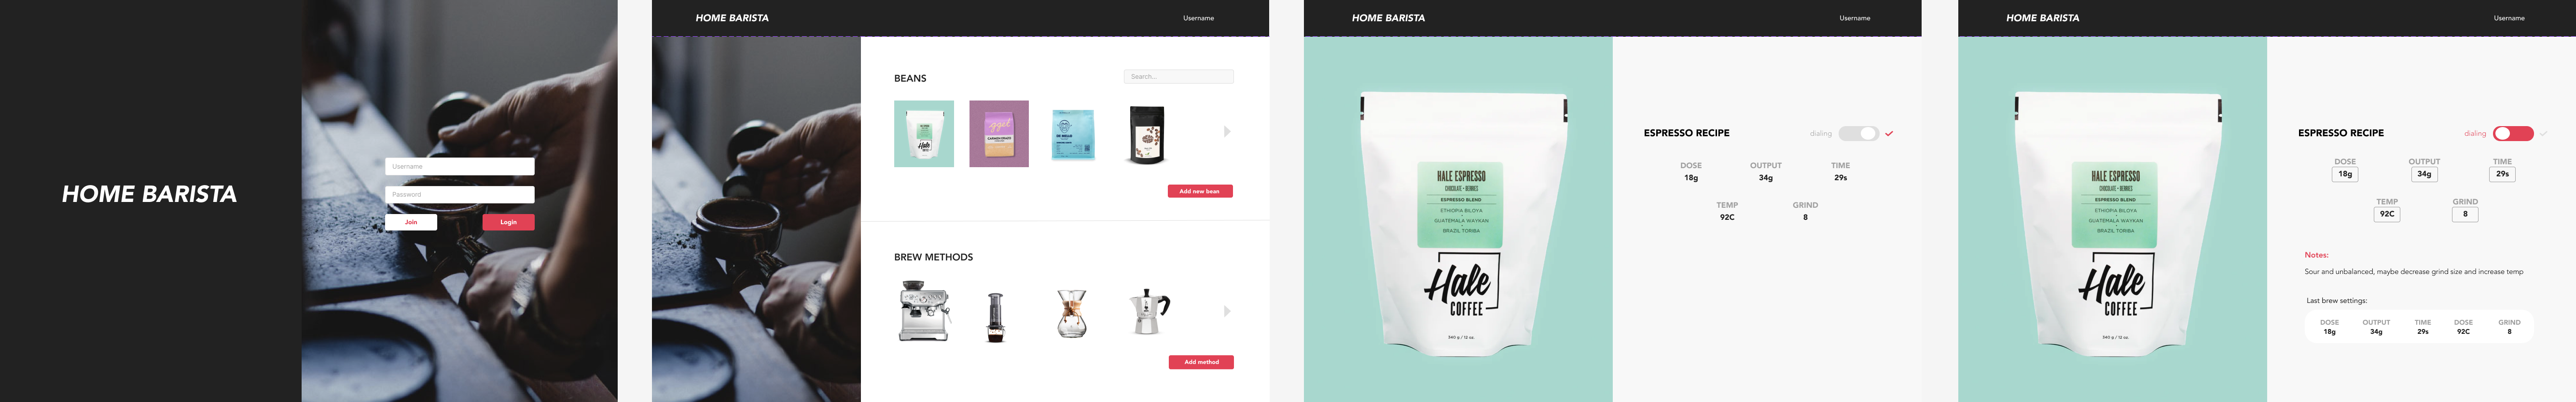 HOME BARISTA
Username
Password
Join
Login
HOME BARISTA
Username
BEANS
Search...
Hale
Add new bean
BREW METHODS
Add method
HOME BARISTA
Username
HALE ESPRESSO
CHOCOLATE • BERRIES
ESPRESSO BLEND
ETHIOPIA BILOYA
GUATEMALA WAYKAN
BRAZIL TORIBA
Hale
COFFEE
340 g / 12 oz.
ESPRESSO RECIPE
dialing
DOSE OUTPUT TIME
18g 34g 29s
TEMP GRIND
92C 8
HOME BARISTA
Username
HALE ESPRESSO
CHOCOLATE • BERRIES
ESPRESSO BLEND
ETHIOPIA BILOYA
GUATEMALA WAYKAN
BRAZIL TORIBA
Hale
COFFEE
340 g / 12 oz.
ESPRESSO RECIPE
dialing
DOSE OUTPUT TIME
18g 34g 29s
TEMP GRIND
92C 8
Notes:
Sour and unbalanced, maybe decrease grind size and increase temp
Last brew settings:
DOSE OUTPUT TIME DOSE GRIND
18g 34g 29s 92C 8